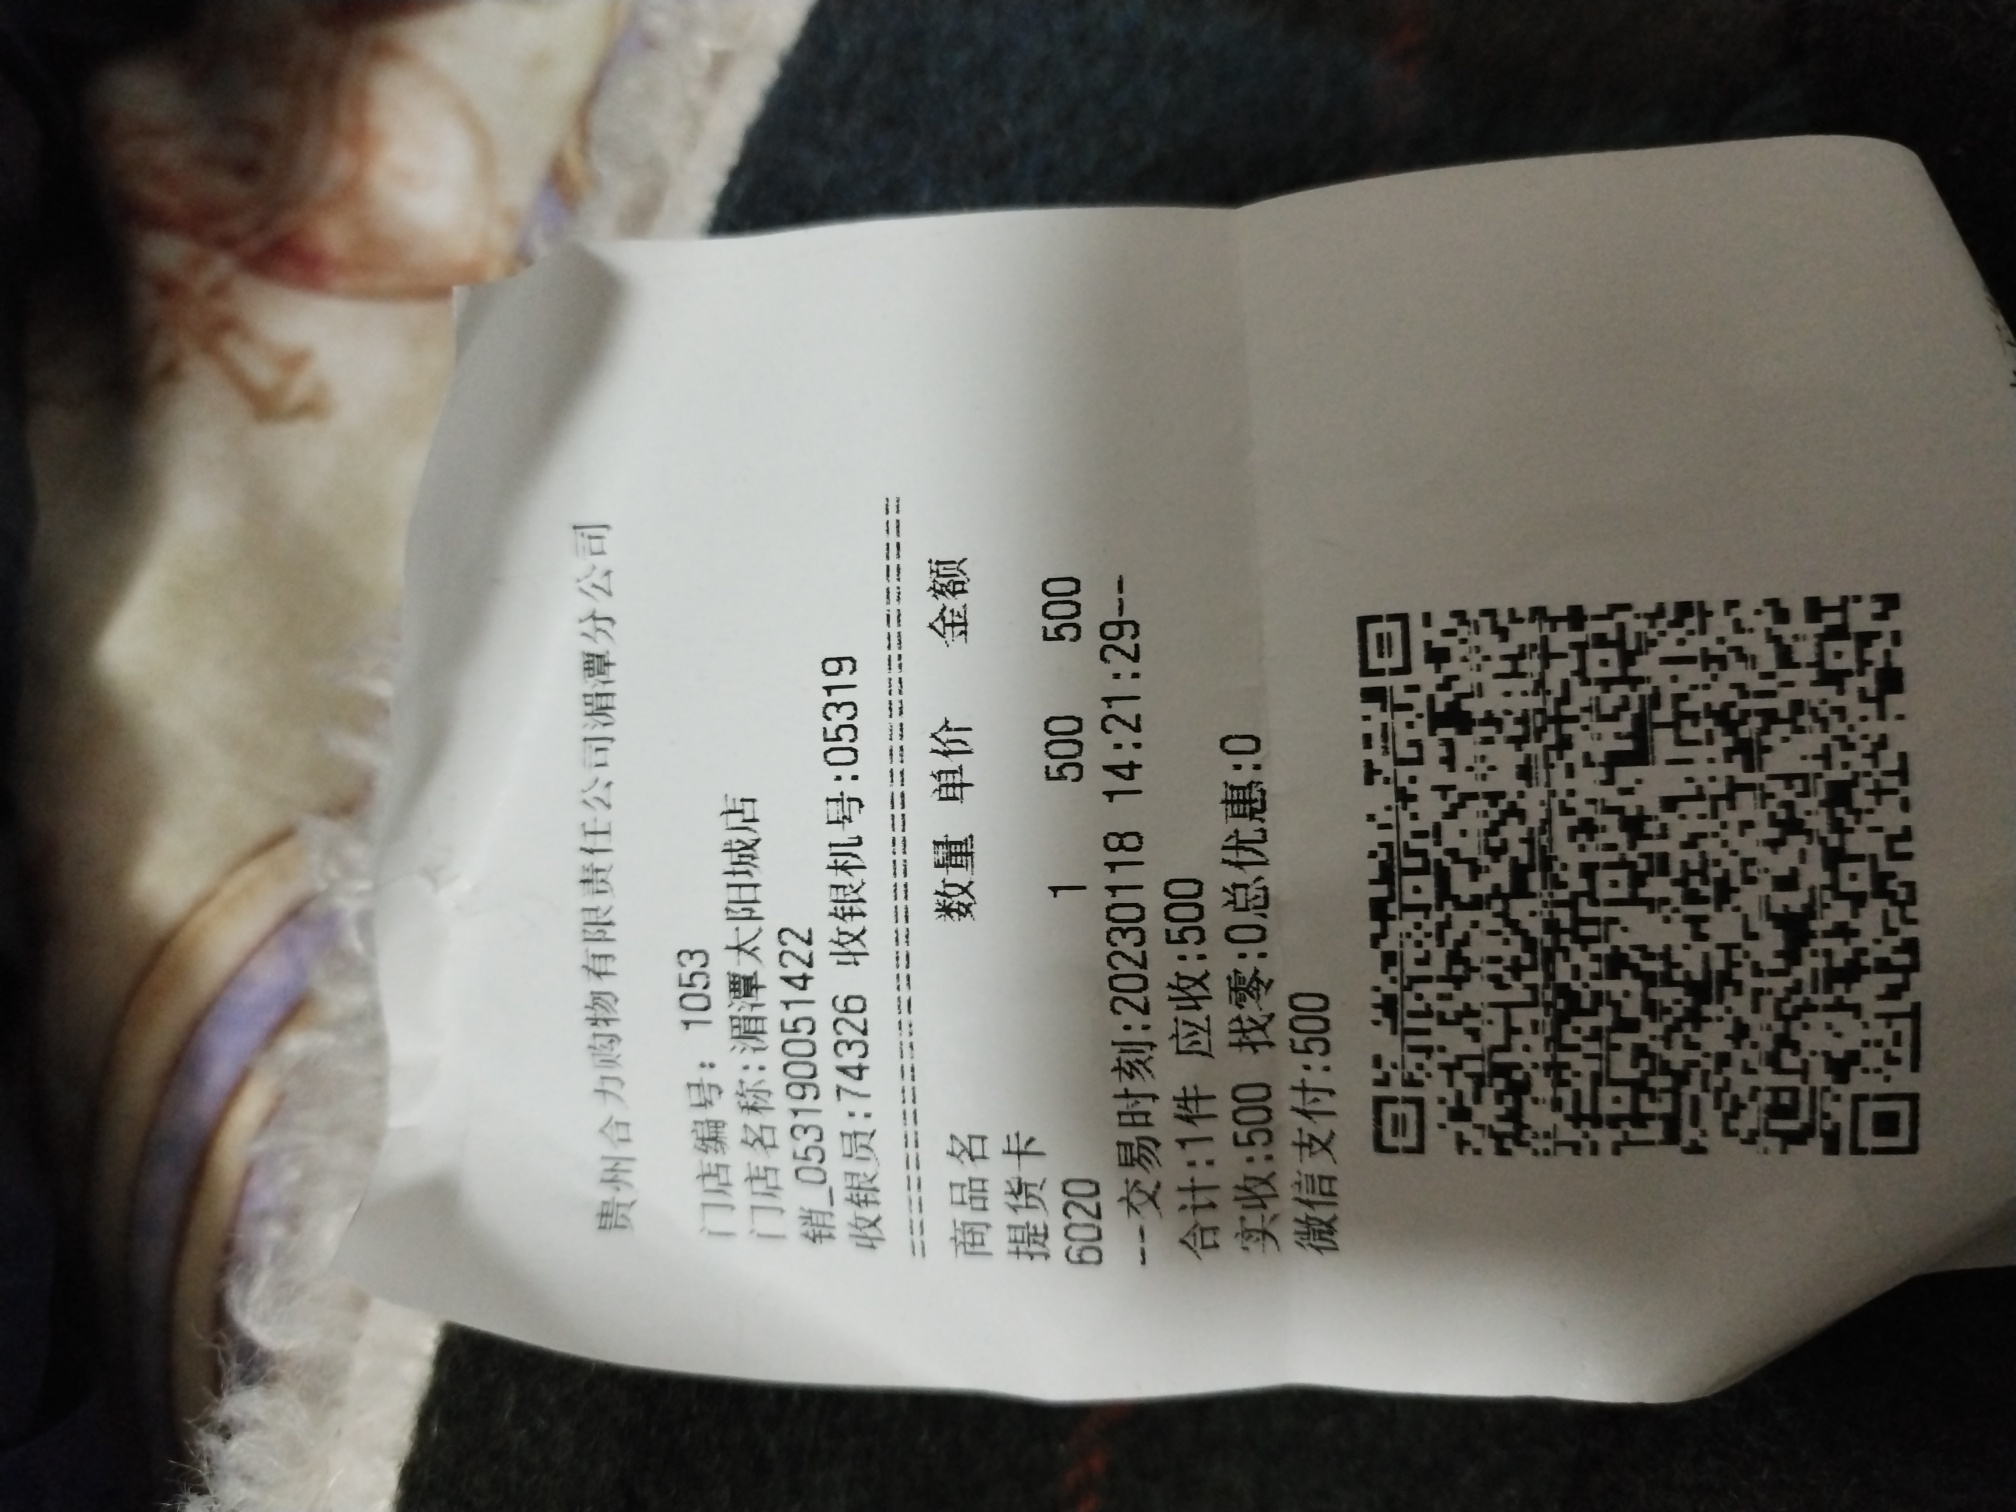 贵州合力购物有限责任公司湄潭分公司
门店编号: 1053
门店名称:湄潭太阳城店
销_053190051422
收银员:74326 收银机号:05319
商品名 数量 单价 金额
提货卡
6020 1 500 500
--交易时刻:20230118 14:21:29--
合计:1件 应收:500
实收:500 找零:0总优惠:0
微信支付:500